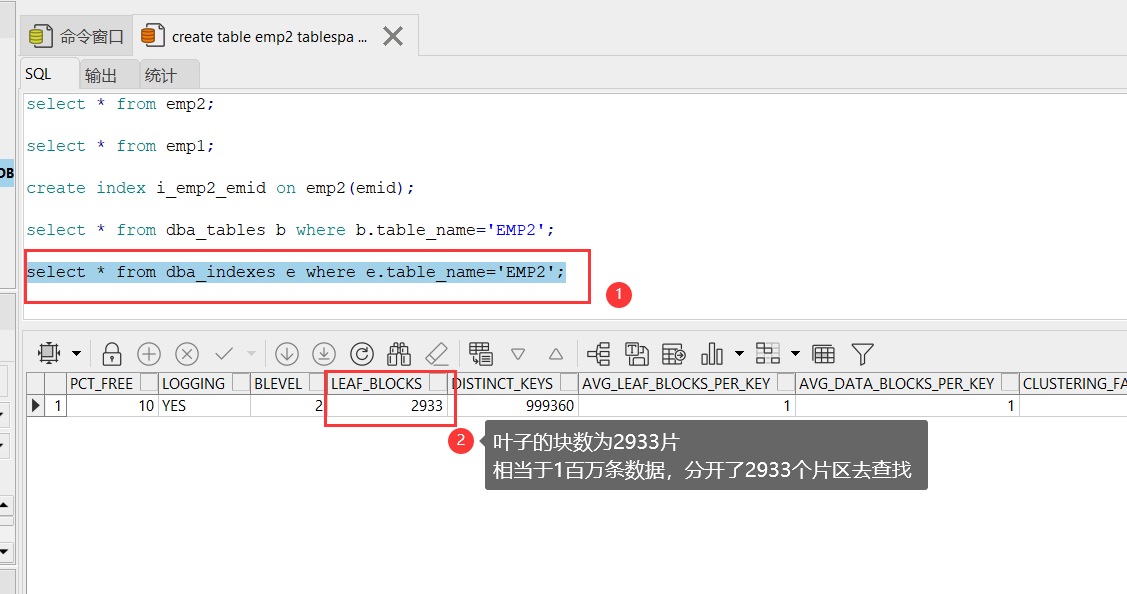 命令窗口
create table emp2 tablespa ...
SQL
输出
统计
select * from emp2;
select * from emp1;
create index i_emp2_emid on emp2(emid);
select * from dba_tables b where b.table_name='EMP2';
select * from dba_indexes e where e.table_name='EMP2';
1
DB
PCT_FREE LOGGING BLEVEL LEAF_BLOCKS DISTINCT_KEYS AVG_LEAF_BLOCKS_PER_KEY AVG_DATA_BLOCKS_PER_KEY CLUSTERING_FA
1 10 YES 2 2933 999360 1 1
2
叶子的块数为2933片
相当于1百万条数据，分开了2933个片区去查找